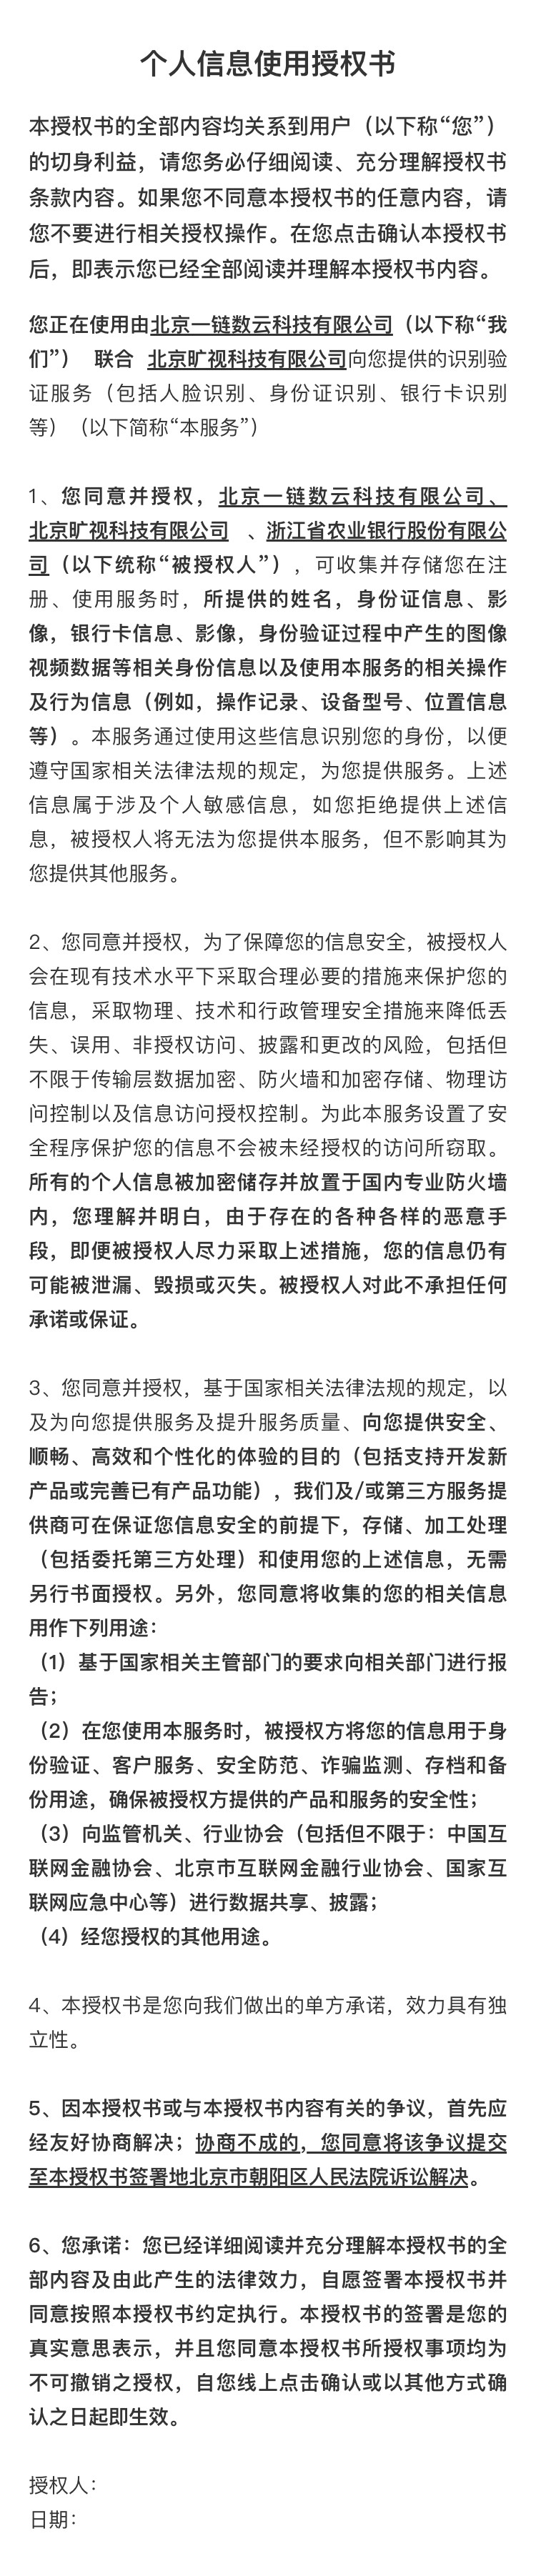 个人信息使用授权书
本授权书的全部内容均关系到用户（以下称“您”）
的切身利益，请您务必仔细阅读、充分理解授权书
条款内容。如果您不同意本授权书的任意内容，请
您不要进行相关授权操作。在您点击确认本授权书
后，即表示您已经全部阅读并理解本授权书内容。
您正在使用由北京一链数云科技有限公司（以下称“我
们”） 联合 北京旷视科技有限公司向您提供的识别验
证服务（包括人脸识别、身份证识别、银行卡识别
等）（以下简称“本服务”）
1、您同意并授权，北京一链数云科技有限公司、
北京旷视科技有限公司 、浙江省农业银行股份有限公
司（以下统称“被授权人”），可收集并存储您在注
册、使用服务时，所提供的姓名，身份证信息、影
像，银行卡信息、影像，身份验证过程中产生的图像
视频数据等相关身份信息以及使用本服务的相关操作
及行为信息（例如，操作记录、设备型号、位置信息
等）。本服务通过使用这些信息识别您的身份，以便
遵守国家相关法律法规的规定，为您提供服务。上述
信息属于涉及个人敏感信息，如您拒绝提供上述信
息，被授权人将无法为您提供本服务，但不影响其为
您提供其他服务。
2、您同意并授权，为了保障您的信息安全，被授权人
会在现有技术水平下采取合理必要的措施来保护您的
信息，采取物理、技术和行政管理安全措施来降低丢
失、误用、非授权访问、披露和更改的风险，包括但
不限于传输层数据加密、防火墙和加密存储、物理访
问控制以及信息访问授权控制。为此本服务设置了安
全程序保护您的信息不会被未经授权的访问所窃取。
所有的个人信息被加密储存并放置于国内专业防火墙
内，您理解并明白，由于存在的各种各样的恶意手
段，即便被授权人尽力采取上述措施，您的信息仍有
可能被泄漏、毁损或灭失。被授权人对此不承担任何
承诺或保证。
3、您同意并授权，基于国家相关法律法规的规定，以
及为向您提供服务及提升服务质量、向您提供安全、
顺畅、高效和个性化的体验的目的（包括支持开发新
产品或完善已有产品功能），我们及/或第三方服务提
供商可在保证您信息安全的前提下，存储、加工处理
（包括委托第三方处理）和使用您的上述信息，无需
另行书面授权。另外，您同意将收集的您的相关信息
用作下列用途：
（1）基于国家相关主管部门的要求向相关部门进行报
告；
（2）在您使用本服务时，被授权方将您的信息用于身
份验证、客户服务、安全防范、诈骗监测、存档和备
份用途，确保被授权方提供的产品和服务的安全性；
（3）向监管机关、行业协会（包括但不限于：中国互
联网金融协会、北京市互联网金融行业协会、国家互
联网应急中心等）进行数据共享、披露；
（4）经您授权的其他用途。
4、本授权书是您向我们做出的单方承诺，效力具有独
立性。
5、因本授权书或与本授权书内容有关的争议，首先应
经友好协商解决；协商不成的，您同意将该争议提交
至本授权书签署地北京市朝阳区人民法院诉讼解决。
6、您承诺：您已经详细阅读并充分理解本授权书的全
部内容及由此产生的法律效力，自愿签署本授权书并
同意按照本授权书约定执行。本授权书的签署是您的
真实意思表示，并且您同意本授权书所授权事项均为
不可撤销之授权，自您线上点击确认或以其他方式确
认之日起即生效。
授权人：
日期：